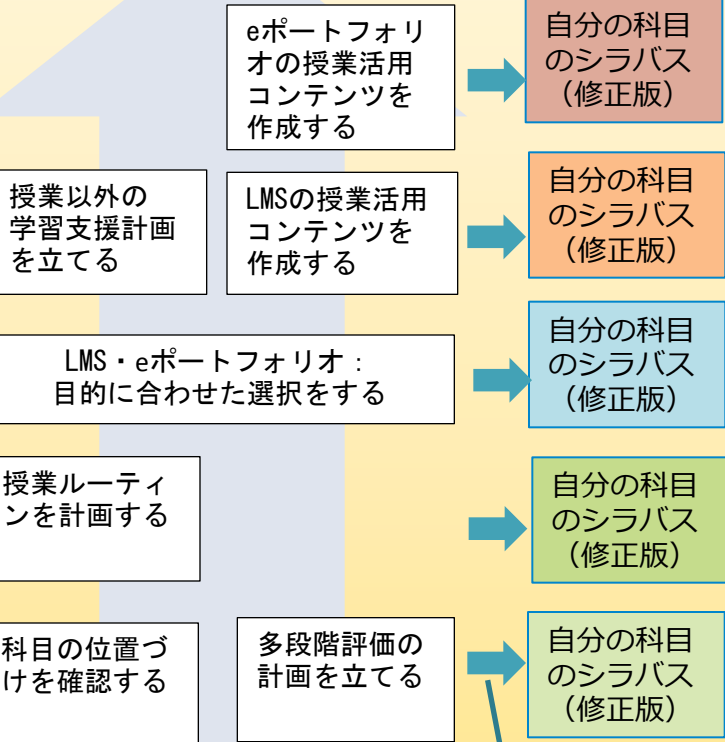 eポートフォリ
オの授業活用
コンテンツを
作成する
自分の科目
のシラバス
（修正版）
授業以外の
学習支援計画
を立てる
LMSの授業活用
コンテンツを
作成する
自分の科目
のシラバス
（修正版）
LMS・eポートフォリオ：
目的に合わせた選択をする
自分の科目
のシラバス
（修正版）
授業ルーティ
ンを計画する
自分の科目
のシラバス
（修正版）
科目の位置づ
けを確認する
多段階評価の
計画を立てる
自分の科目
のシラバス
（修正版）